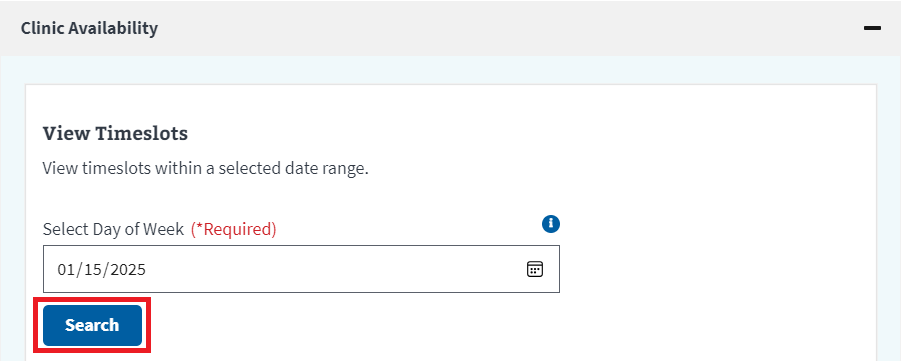 Clinic Availability
View Timeslots
View timeslots within a selected date range.
Select Day of Week (*Required)
01/15/2025
Search